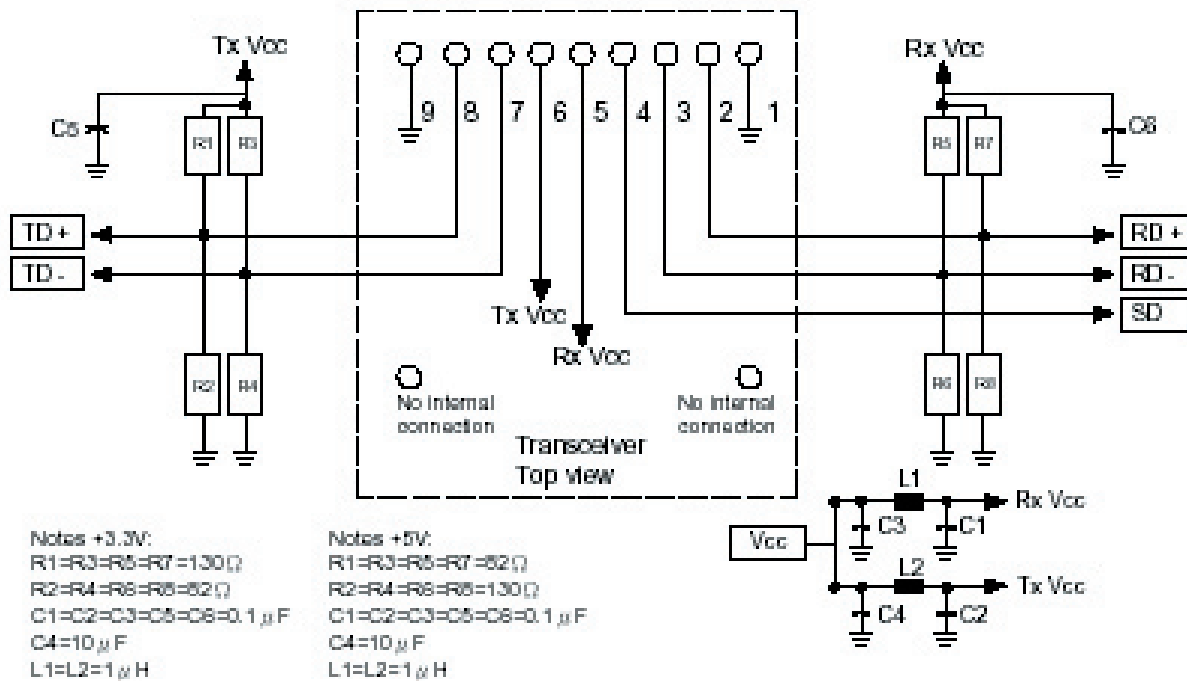 Tx Vcc
Rx Vcc
9 8 7 6 5 4 3 2 1
C5
R1 R3
R5 R7
C6
TD +
TD -
RD +
RD -
SD
Tx Vcc
Rx Vcc
R2 R4
R6 R8
No internal
connection
No internal
connection
Transceiver
Top view
L1
Rx Vcc
C3 C1
Vcc
L2
Tx Vcc
C4 C2
Notes +3.3V:
R1=R3=R5=R7=130Ω
R2=R4=R6=R8=82Ω
C1=C2=C3=C5=C6=0.1μF
C4=10μF
L1=L2=1μH
Notes +5V:
R1=R3=R5=R7=82Ω
R2=R4=R6=R8=130Ω
C1=C2=C3=C5=C6=0.1μF
C4=10μF
L1=L2=1μH